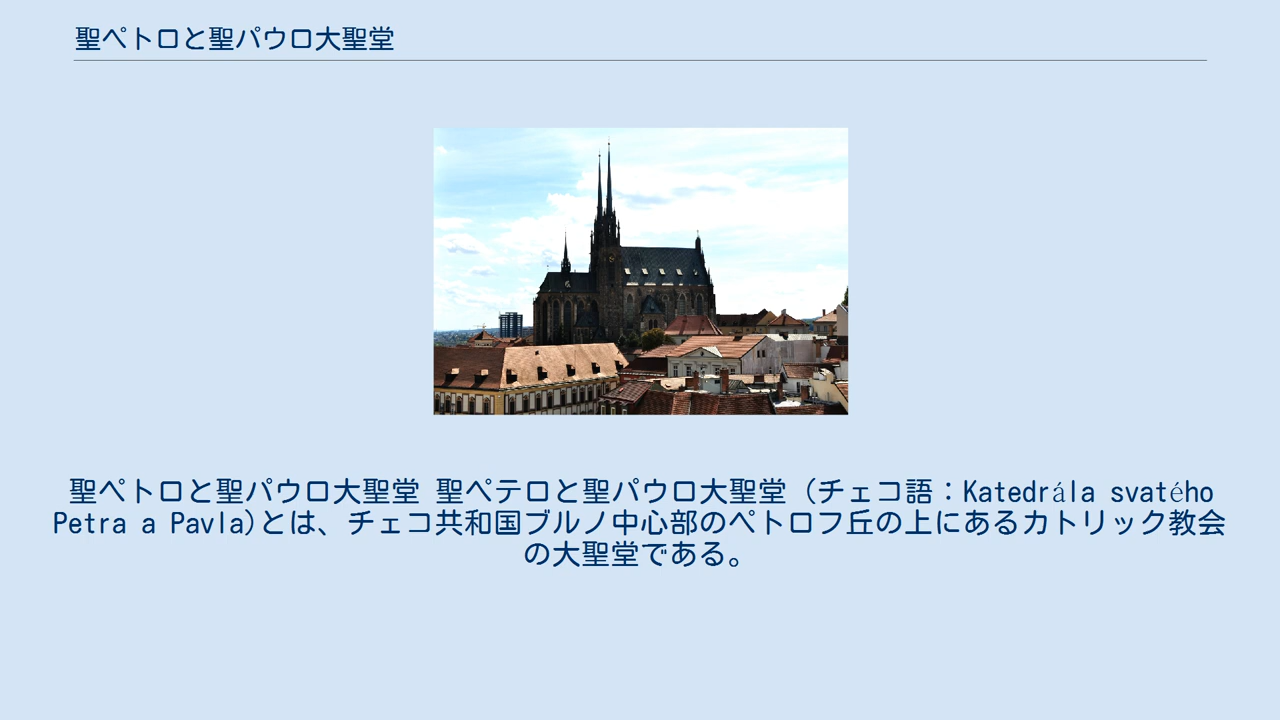 聖ペトロと聖パウロ大聖堂
聖ペトロと聖パウロ大聖堂 聖ペテロと聖パウロ大聖堂 (チェコ語：Katedrála svatého
Petra a Pavla)とは、チェコ共和国ブルノ中心部のペトロフ丘の上にあるカトリック教会
の大聖堂である。